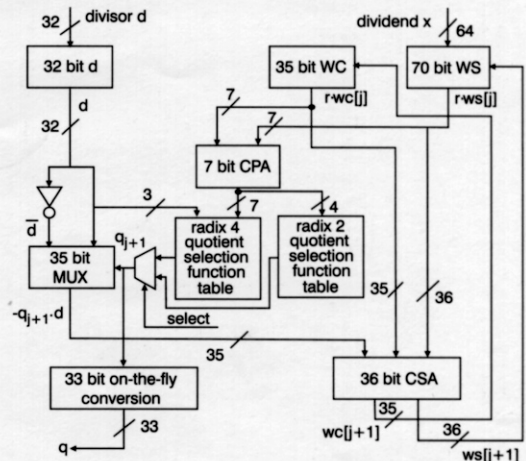 divisor d
32
dividend x
64
32 bit d
35 bit WC
70 bit WS
d
32
r·wc[j]
r·ws[j]
7
7
7 bit CPA
3
7
4
d
q j+1
radix 4
quotient
selection
function
table
radix 2
quotient
selection
function
table
35 bit
MUX
select
-q j+1·d
35
35
36
33 bit on-the-fly
conversion
36 bit CSA
33
q
35
wc[j+1]
36
ws[j+1]